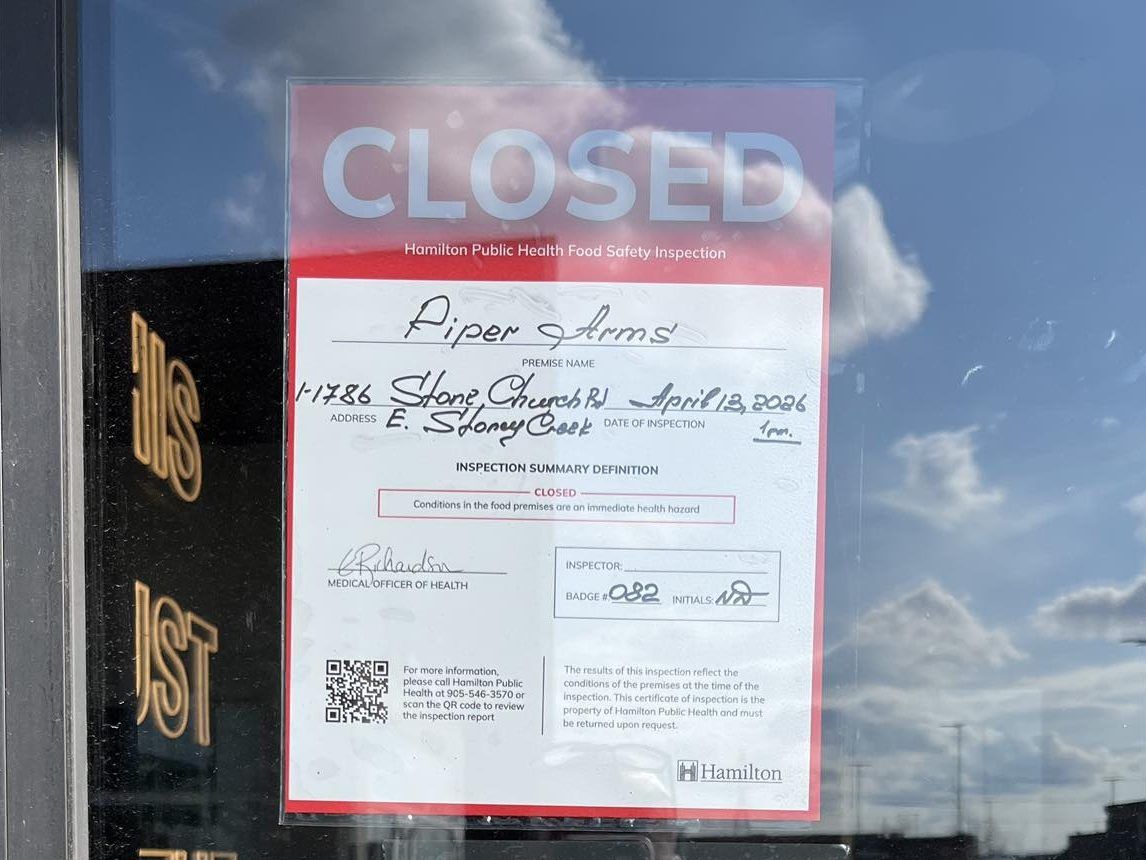 CLOSED
Hamilton Public Health Food Safety Inspection
Piper Arms
PREMISE NAME
1-1786 Stone Church Rd April 13, 2026
ADDRESS E. Stoney Creek DATE OF INSPECTION 1pm.
INSPECTION SUMMARY DEFINITION
CLOSED
Conditions in the food premises are an immediate health hazard
Richardson
MEDICAL OFFICER OF HEALTH
INSPECTOR:
BADGE # 082 INITIALS:
For more information,
please call Hamilton Public
Health at 905-546-3570 or
scan the QR code to review
the inspection report
The results of this inspection reflect the
conditions of the premises at the time of the
inspection. This certificate of inspection is the
property of Hamilton Public Health and must
be returned upon request.
Hamilton